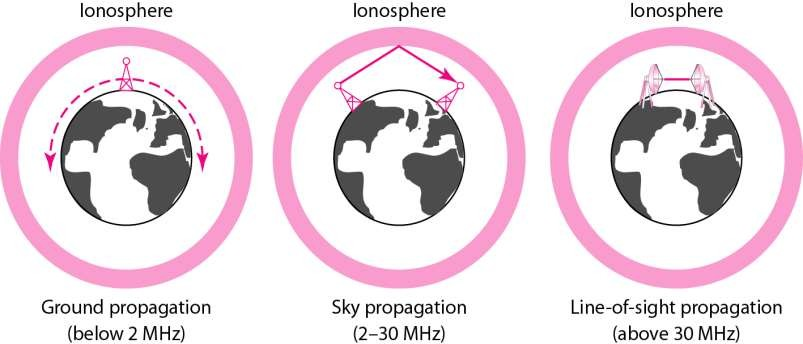 Ionosphere
Ionosphere
Ionosphere
Ground propagation
(below 2 MHz)
Sky propagation
(2–30 MHz)
Line-of-sight propagation
(above 30 MHz)